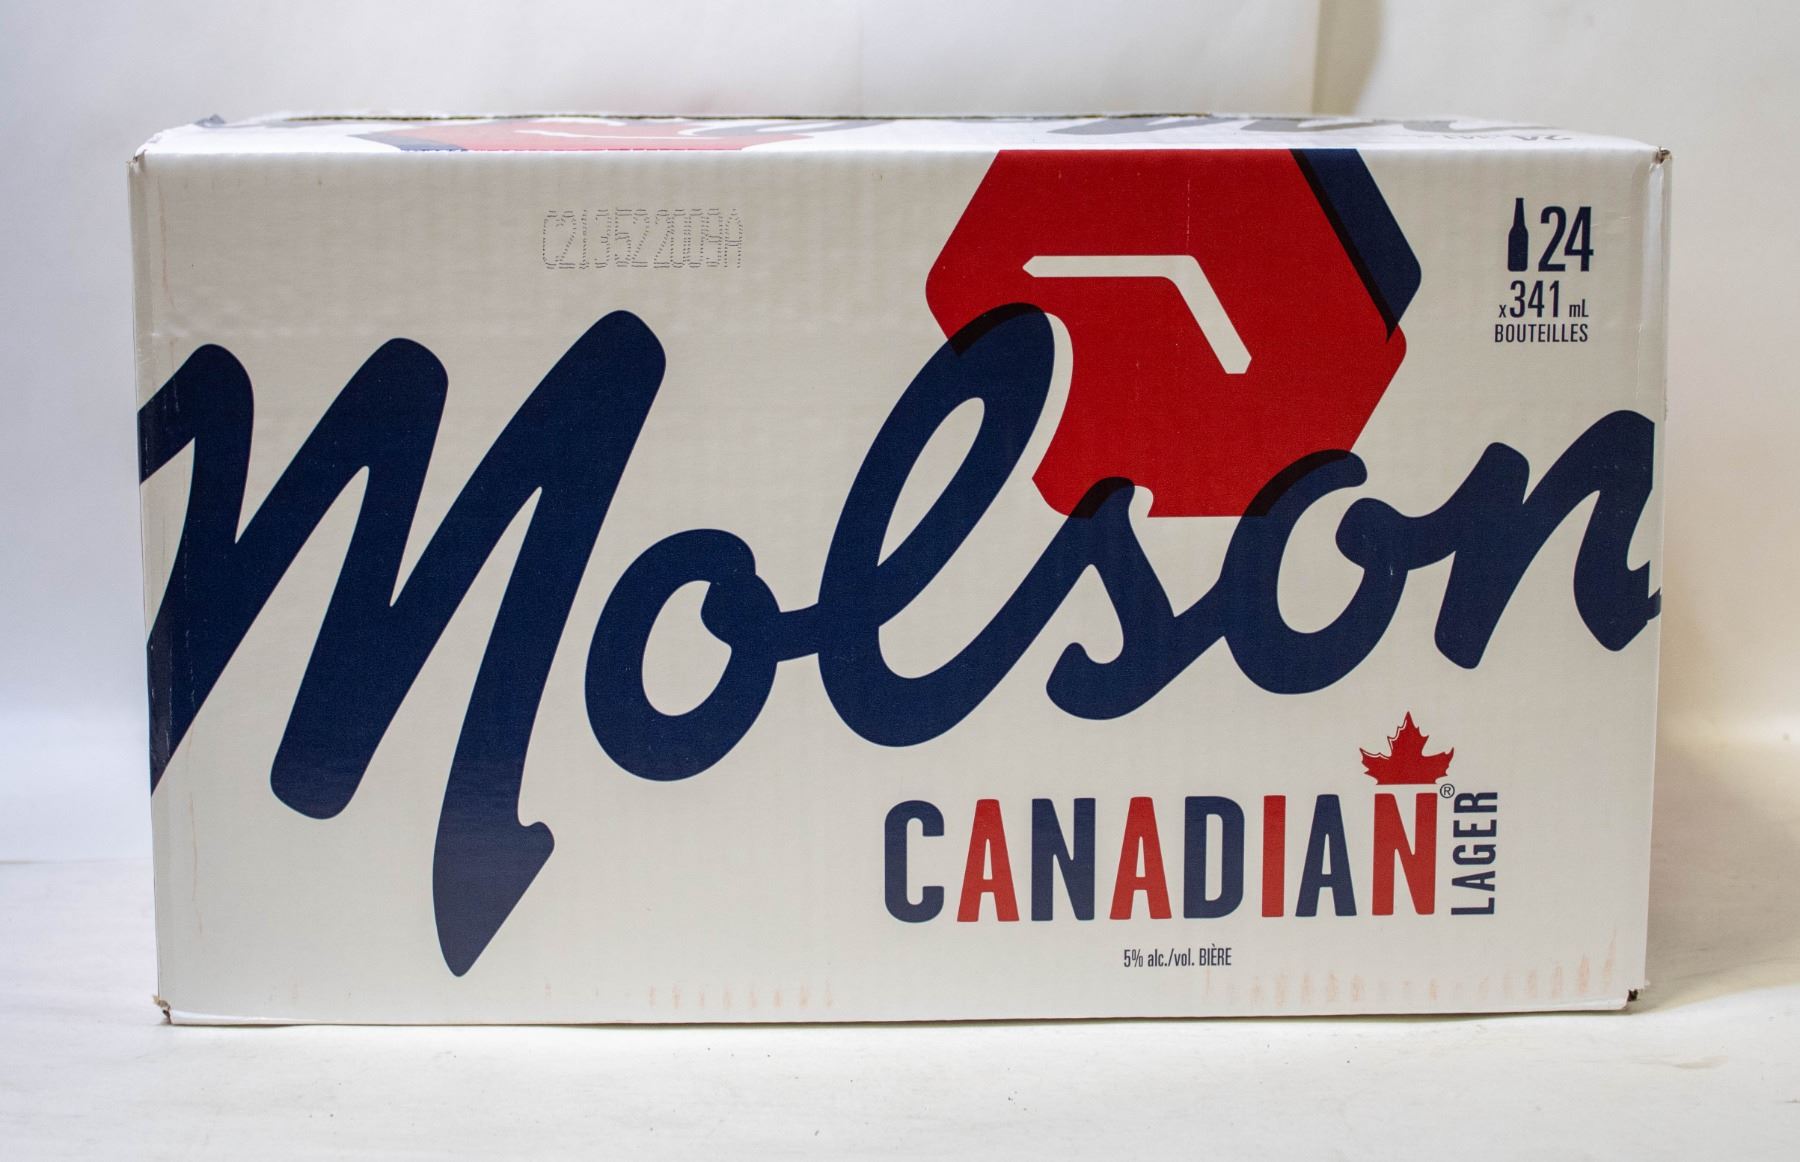 C213522009A
24
x 341 mL
BOUTEILLES
Molson
CANADIAN®
LAGER
5% alc./vol. BIÈRE